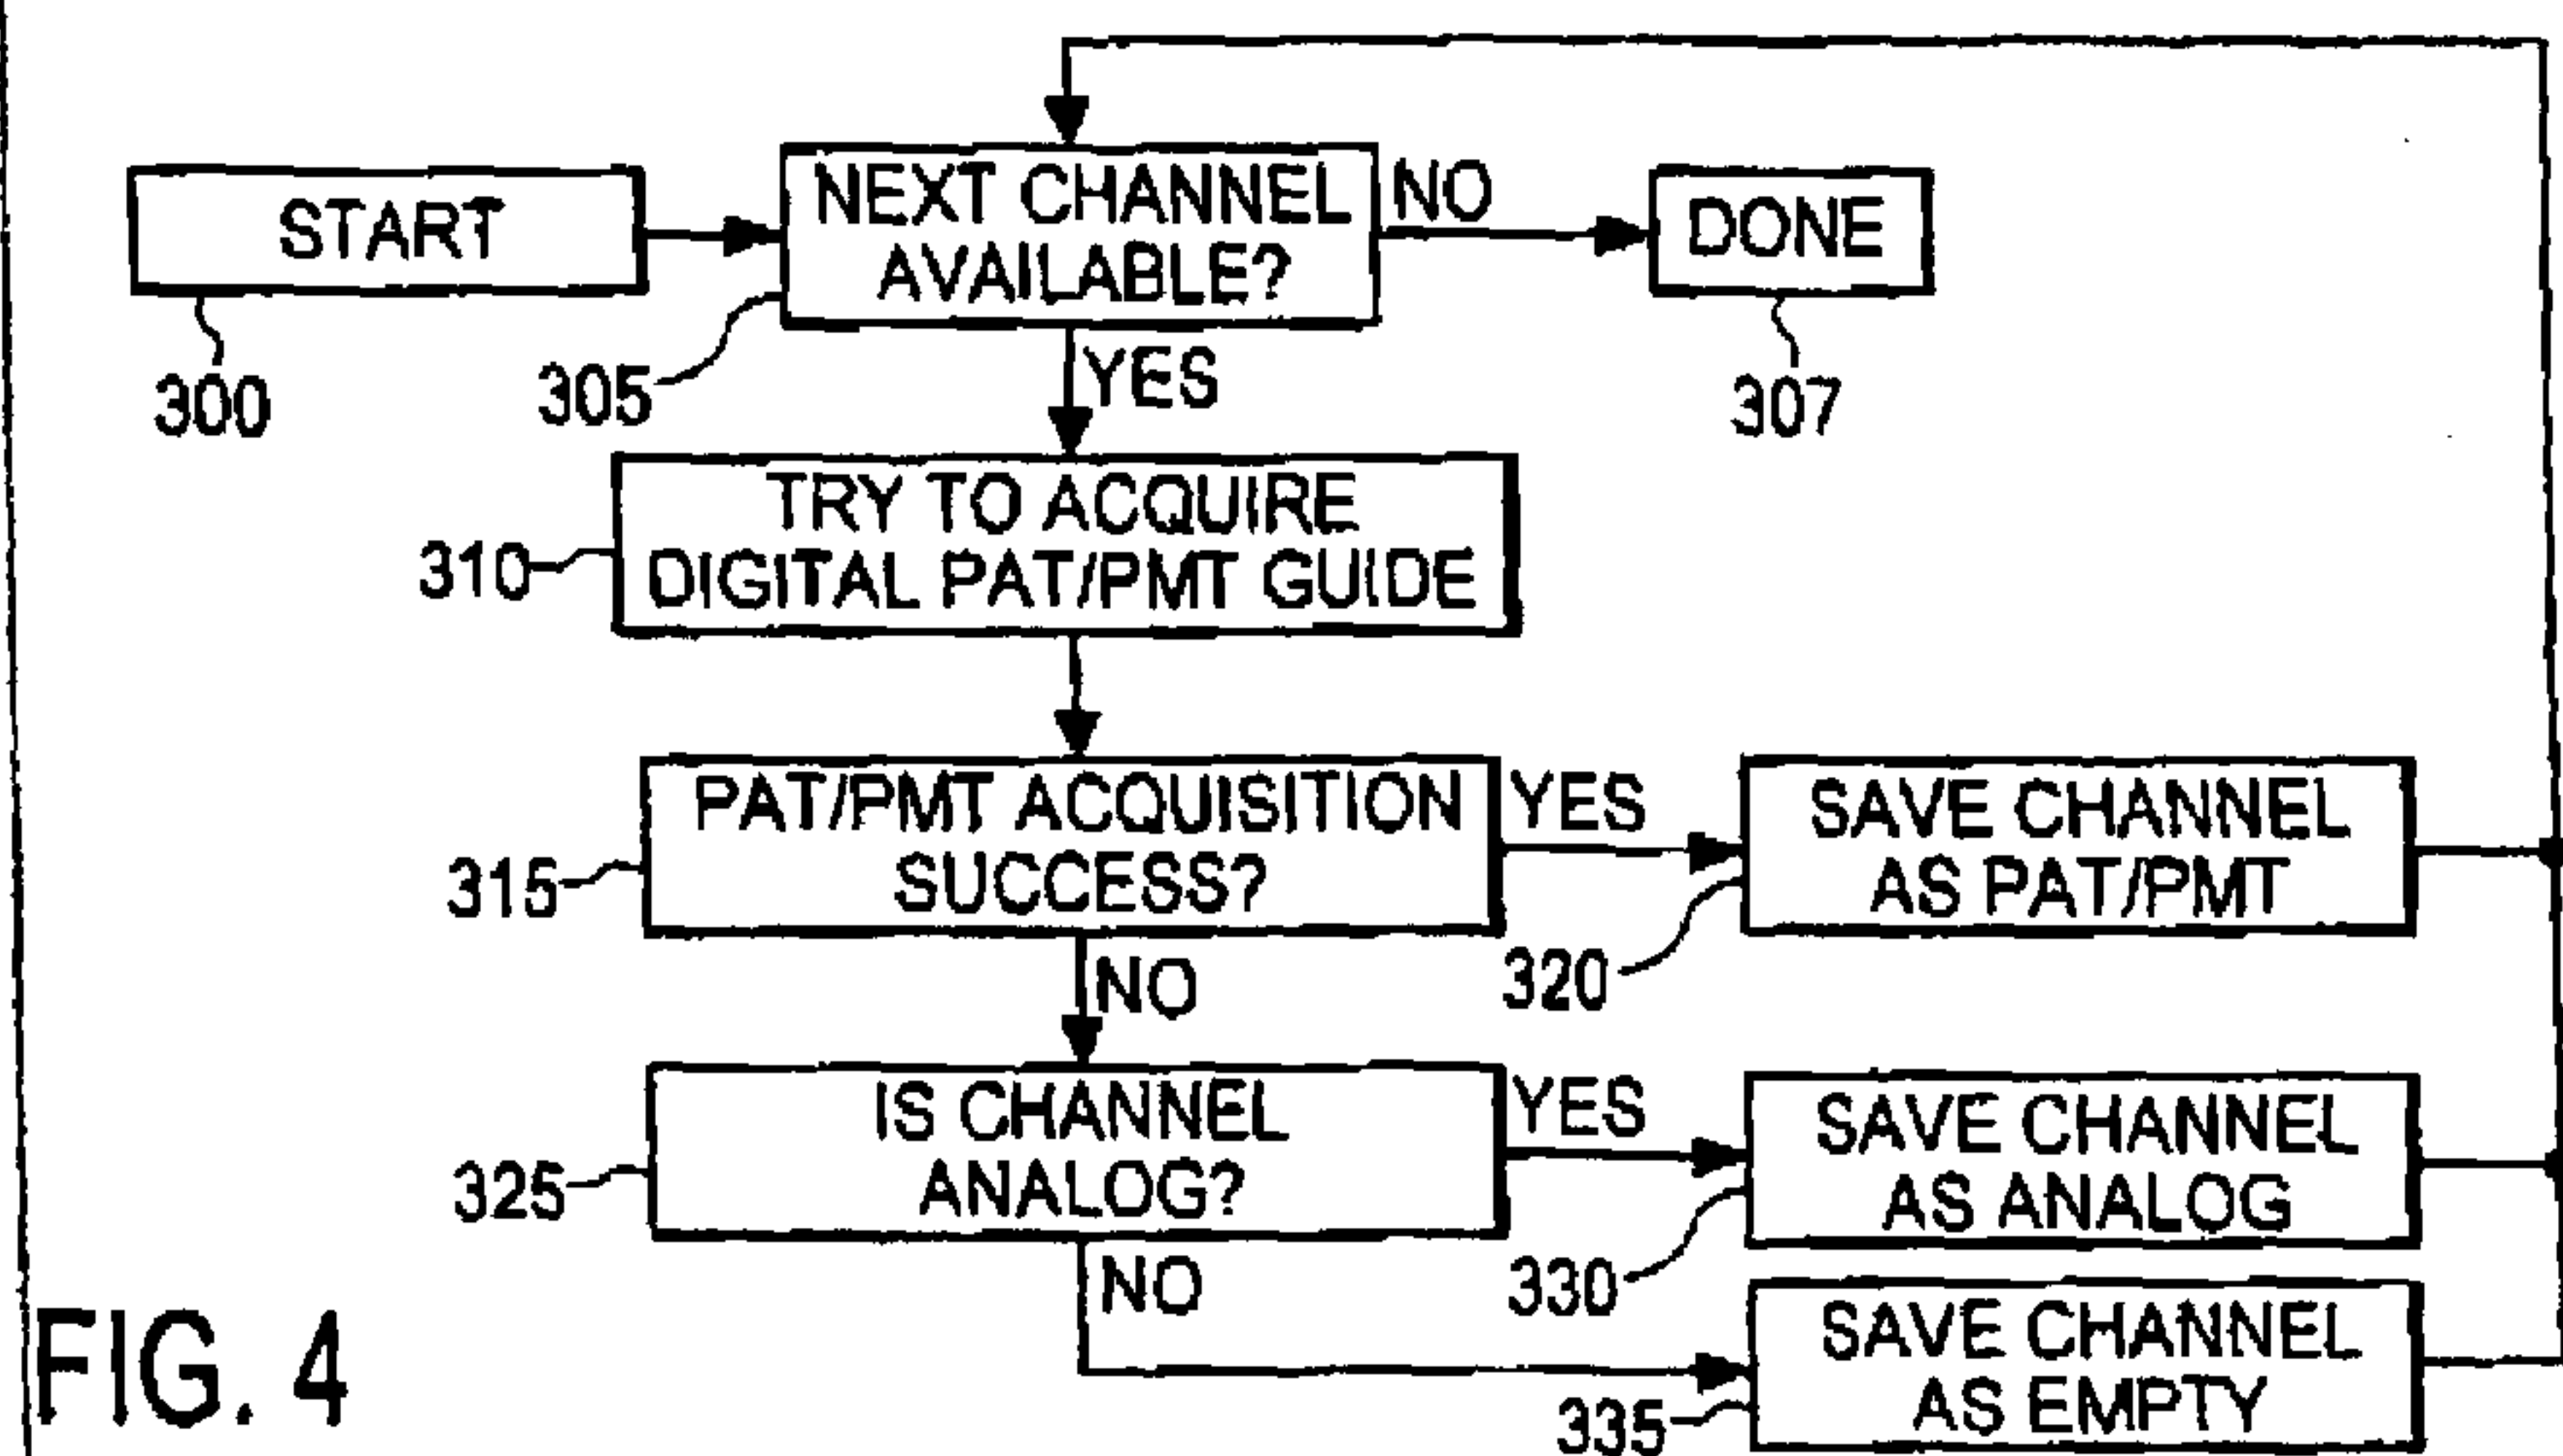 START
300
NEXT CHANNEL
AVAILABLE?
305
NO
DONE
307
YES
TRY TO ACQUIRE
DIGITAL PAT/PMT GUIDE
310
PAT/PMT ACQUISITION
SUCCESS?
315
YES
SAVE CHANNEL
AS PAT/PMT
320
NO
IS CHANNEL
ANALOG?
325
YES
SAVE CHANNEL
AS ANALOG
330
NO
SAVE CHANNEL
AS EMPTY
335
FIG. 4